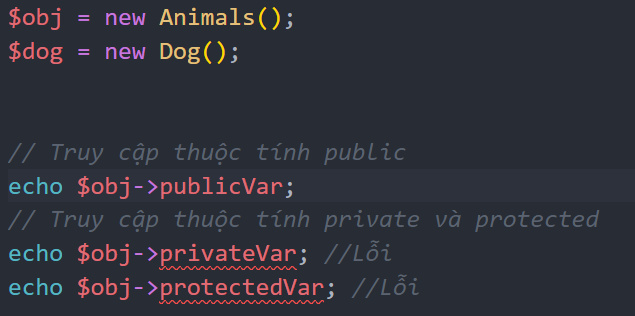 $obj = new Animals();
$dog = new Dog();
// Truy cập thuộc tính public
echo $obj->publicVar;
// Truy cập thuộc tính private và protected
echo $obj->privateVar; //Lỗi
echo $obj->protectedVar; //Lỗi